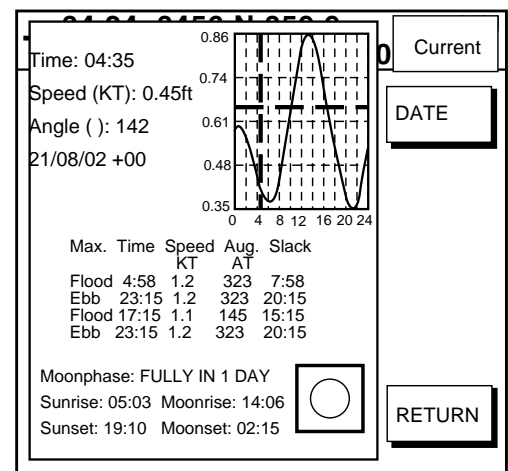 Time: 04:35
Speed (KT): 0.45ft
Angle ( ): 142
21/08/02 +00
0.86
0.74
0.61
0.48
0.35
0 4 8 12 16 20 24
0
Current
DATE
Max. Time Speed Aug. Slack
KT AT
Flood 4:58 1.2 323 7:58
Ebb 23:15 1.2 323 20:15
Flood 17:15 1.1 145 15:15
Ebb 23:15 1.2 323 20:15
Moonphase: FULLY IN 1 DAY
Sunrise: 05:03 Moonrise: 14:06
Sunset: 19:10 Moonset: 02:15
RETURN